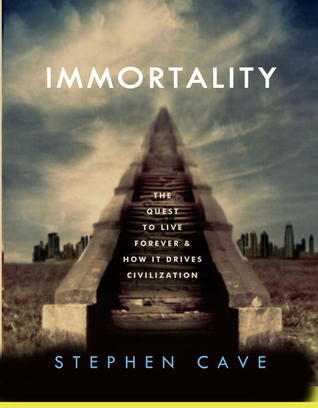 IMMORTALITY
THE
QUEST
TO LIVE
FOREVER &
HOW IT DRIVES
CIVILIZATION
STEPHEN CAVE